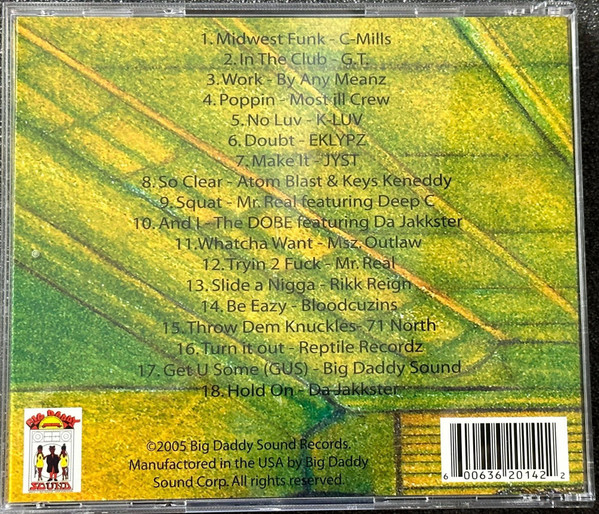 1. Midwest Funk - C-Mills
2. In The Club - G.T.
3. Work - By Any Meanz
4. Poppin - Most ill Crew
5. No Luv - K-LUV
6. Doubt - EKLYPZ
7. Make It - JYST
8. So Clear - Atom Blast & Keys Keneddy
9. Squat - Mr. Real featuring Deep C
10. And I - The DOBE featuring Da Jakkster
11. Whatcha Want - Msz. Outlaw
12. Tryin 2 Fuck - Mr. Real
13. Slide a Nigga - Rikk Reign
14. Be Eazy - Bloodcuzins
15. Throw Dem Knuckles- 71 North
16. Turn it out - Reptile Recordz
17. Get U Some (GUS) - Big Daddy Sound
18. Hold On - Da Jakkster
BIG DADDY
SOUND
©2005 Big Daddy Sound Records.
Manufactored in the USA by Big Daddy
Sound Corp. All rights reserved.
6 00636 20142 2